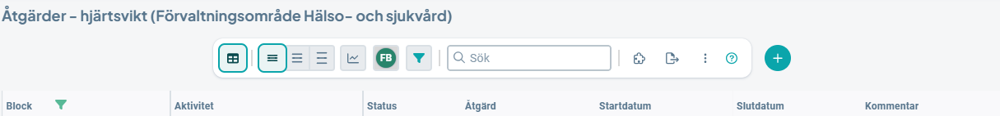 Åtgärder - hjärtsvikt (Förvaltningsområde Hälso- och sjukvård)
FB Sök
Block Aktivitet Status Åtgärd Startdatum Slutdatum Kommentar